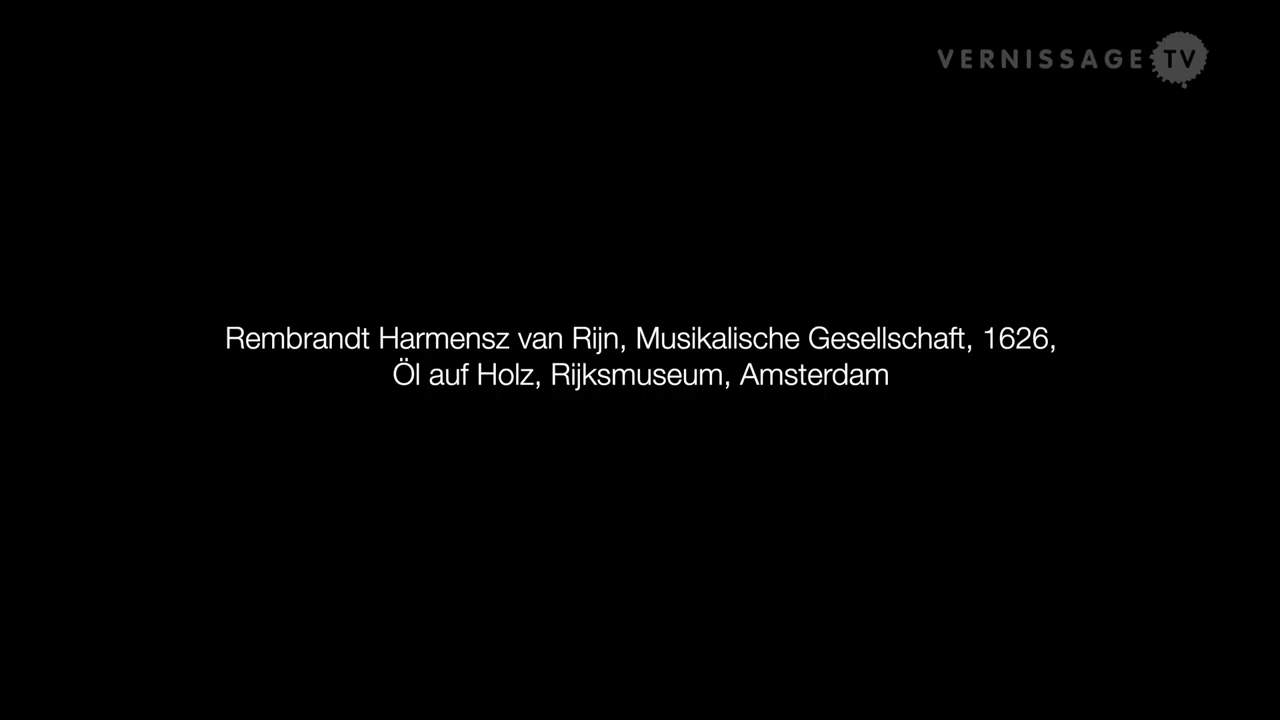 VERNISSAGE TV
Rembrandt Harmensz van Rijn, Musikalische Gesellschaft, 1626,
Öl auf Holz, Rijksmuseum, Amsterdam